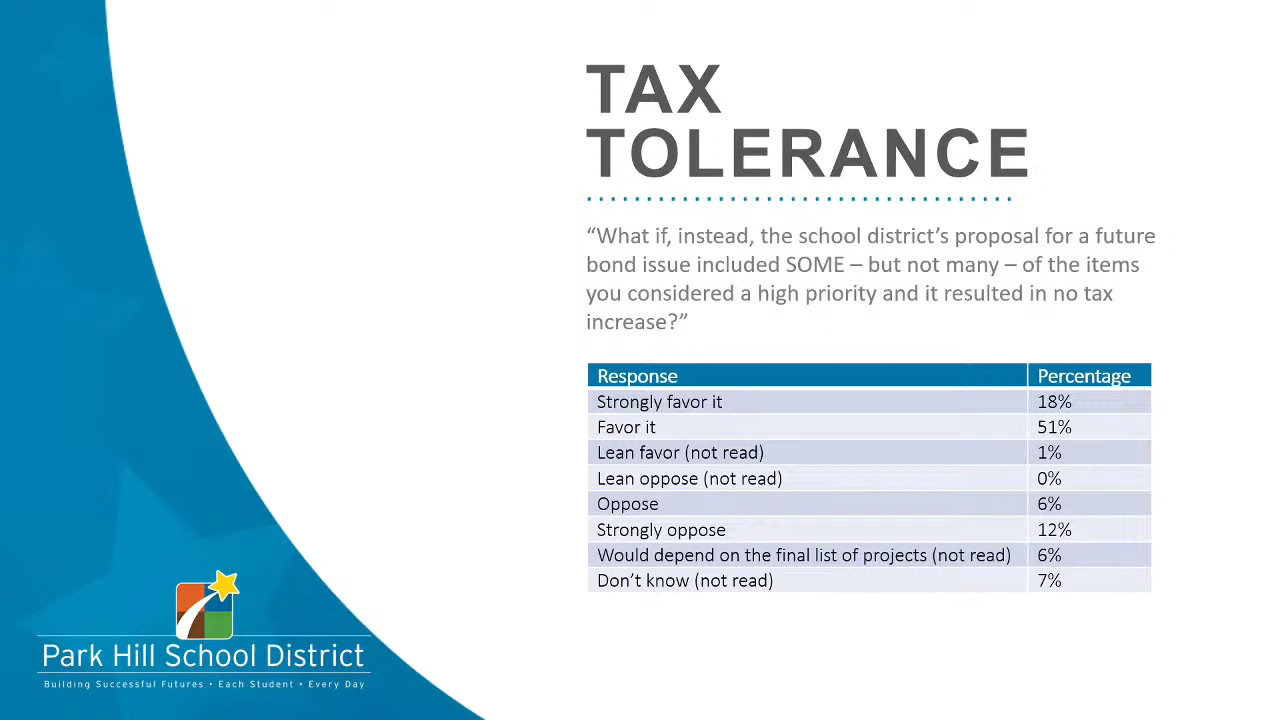 TAX
TOLERANCE
“What if, instead, the school district’s proposal for a future
bond issue included SOME – but not many – of the items
you considered a high priority and it resulted in no tax
increase?”
Response Percentage
Strongly favor it 18%
Favor it 51%
Lean favor (not read) 1%
Lean oppose (not read) 0%
Oppose 6%
Strongly oppose 12%
Would depend on the final list of projects (not read) 6%
Don’t know (not read) 7%
Park Hill School District
Building Successful Futures • Each Student • Every Day